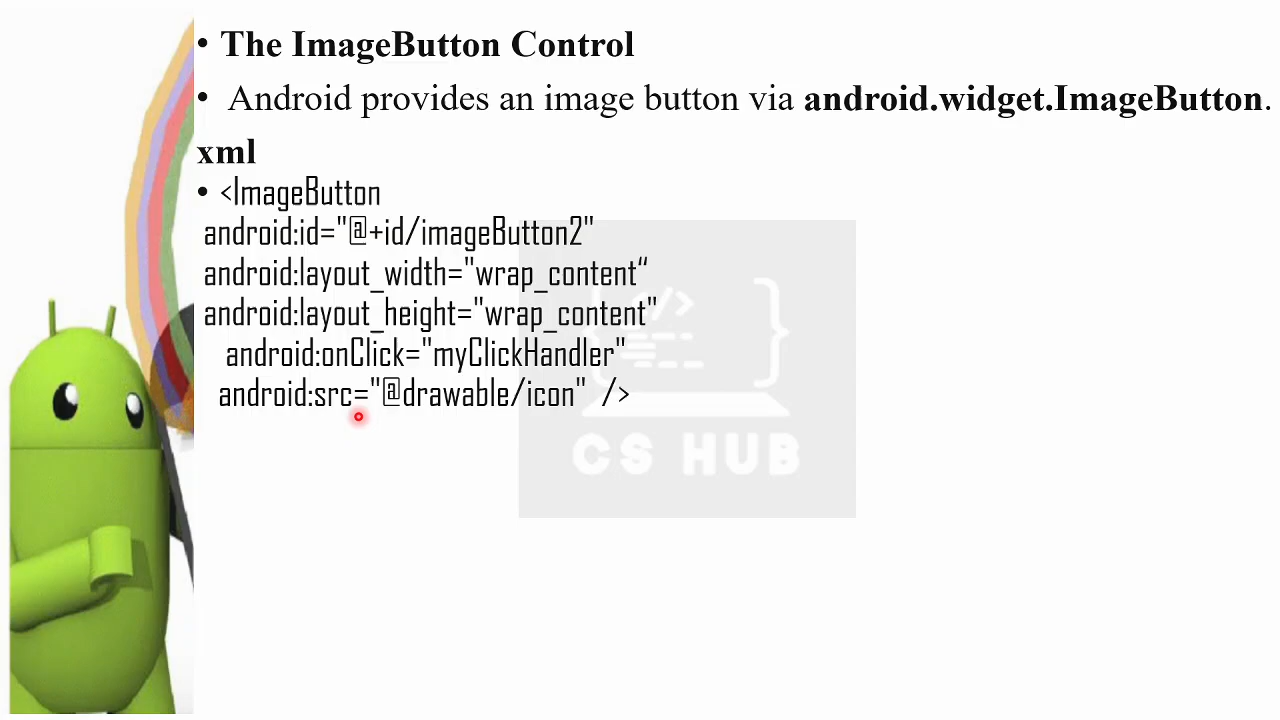 • The ImageButton Control
• Android provides an image button via android.widget.ImageButton.
xml
• <ImageButton
android:id="@+id/imageButton2"
android:layout_width="wrap_content“
android:layout_height="wrap_content"
android:onClick="myClickHandler"
android:src="@drawable/icon" />
</>
CS HUB